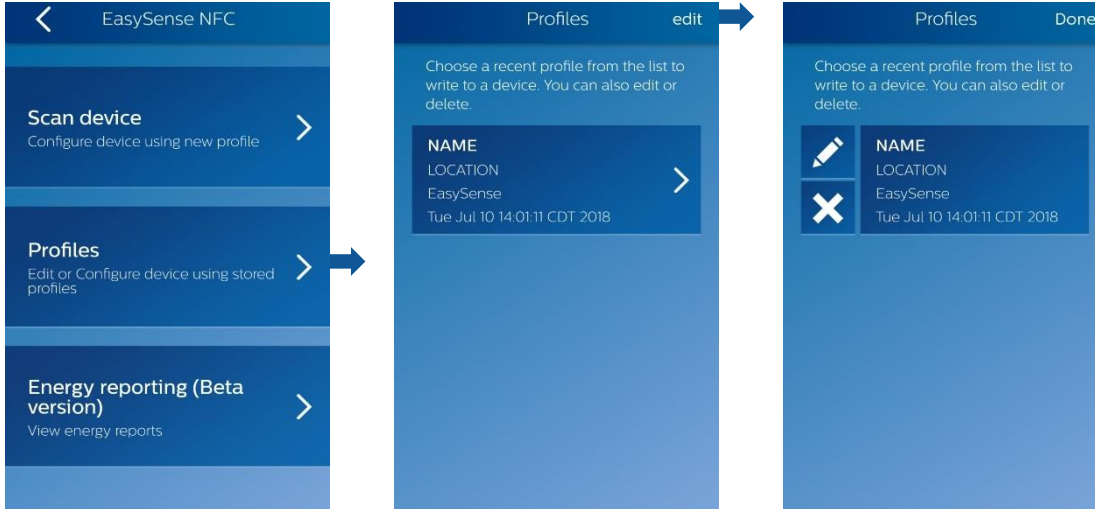 EasySense NFC
Scan device
Configure device using new profile
Profiles
Edit or Configure device using stored
profiles
Energy reporting (Beta
version)
View energy reports
Profiles
edit
Choose a recent profile from the list to
write to a device. You can also edit or
delete.
NAME
LOCATION
EasySense
Tue Jul 10 14:01:11 CDT 2018
Profiles
Done
Choose a recent profile from the list to
write to a device. You can also edit or
delete.
NAME
LOCATION
EasySense
Tue Jul 10 14:01:11 CDT 2018